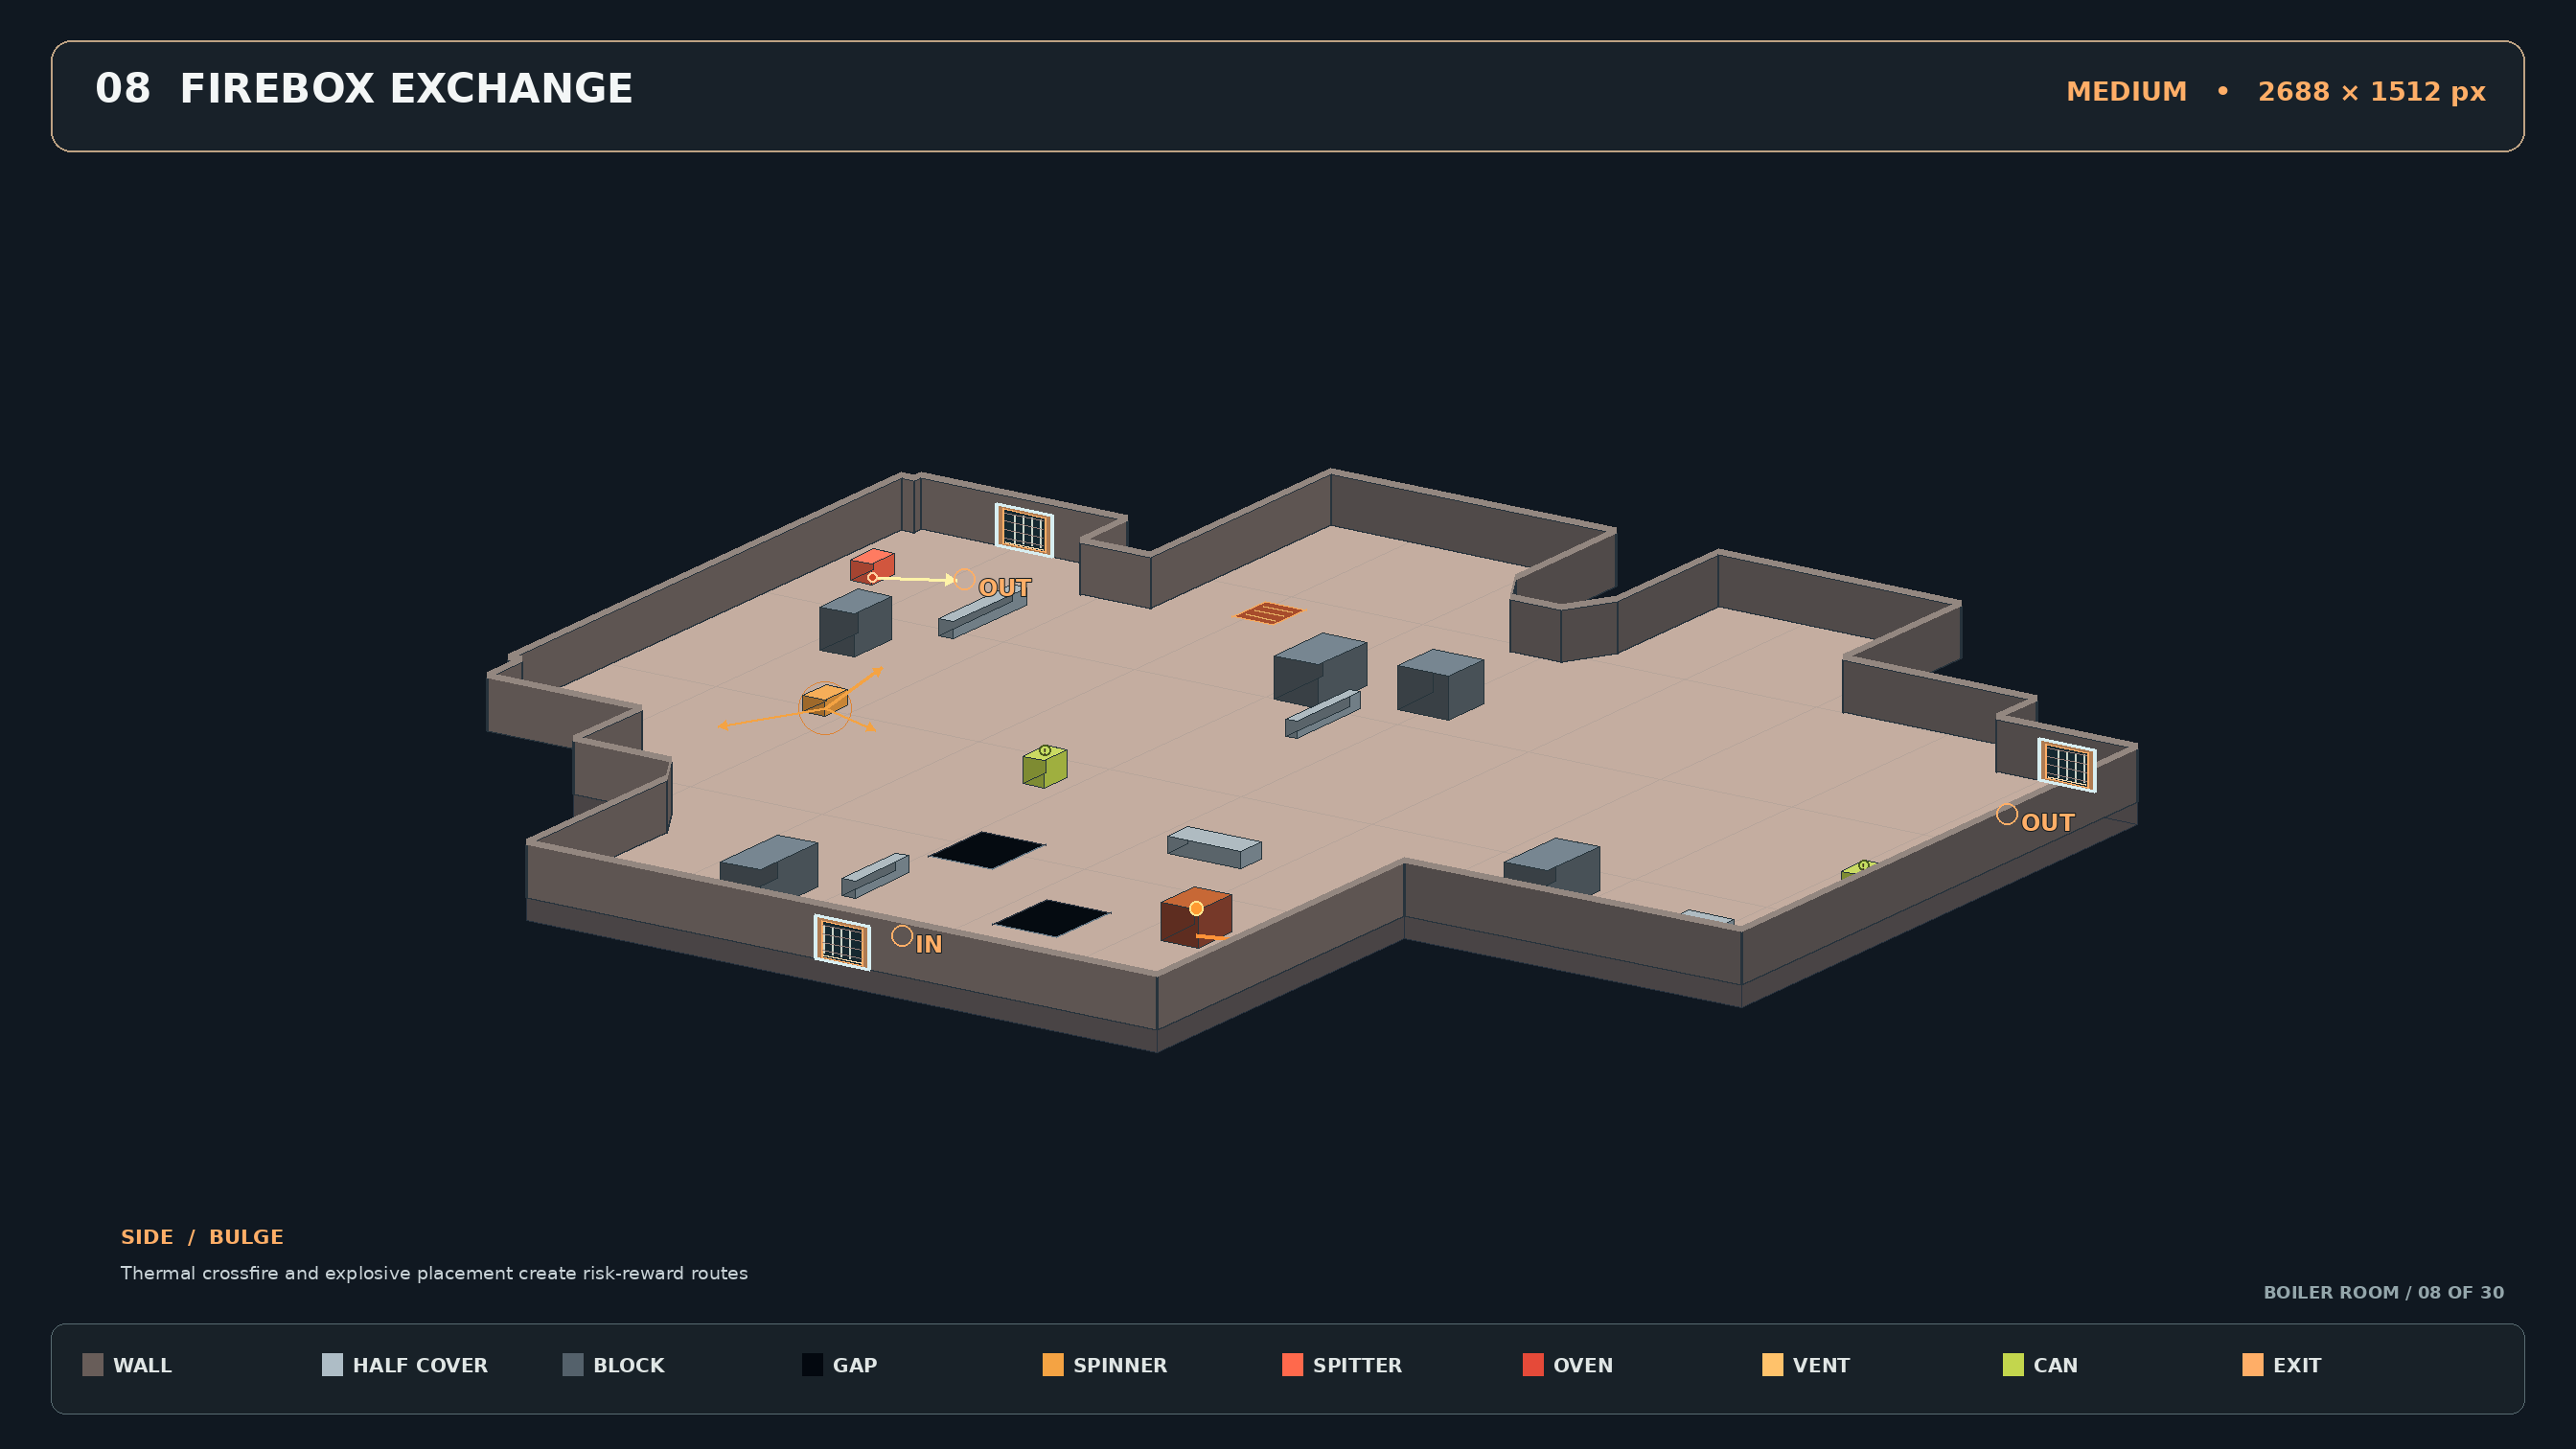 08 FIREBOX EXCHANGE
MEDIUM • 2688 × 1512 px
OUT
OUT
IN
SIDE / BULGE
Thermal crossfire and explosive placement create risk-reward routes
BOILER ROOM / 08 OF 30
WALL
HALF COVER
BLOCK
GAP
SPINNER
SPITTER
OVEN
VENT
CAN
EXIT